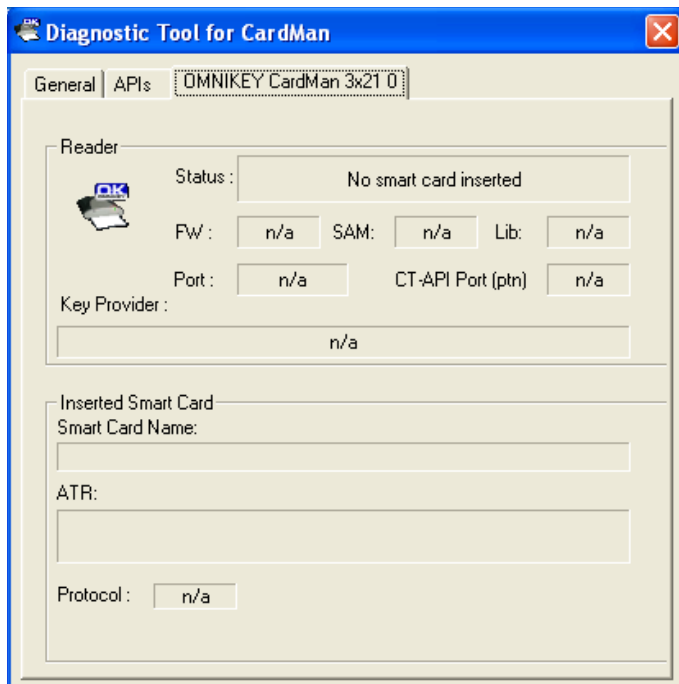 Diagnostic Tool for CardMan
General APIs OMNIKEY CardMan 3x21 0
Reader
OK
Status : No smart card inserted
FW : n/a SAM: n/a Lib: n/a
Port : n/a CT-API Port (ptn) n/a
Key Provider :
n/a
Inserted Smart Card
Smart Card Name:
ATR:
Protocol : n/a